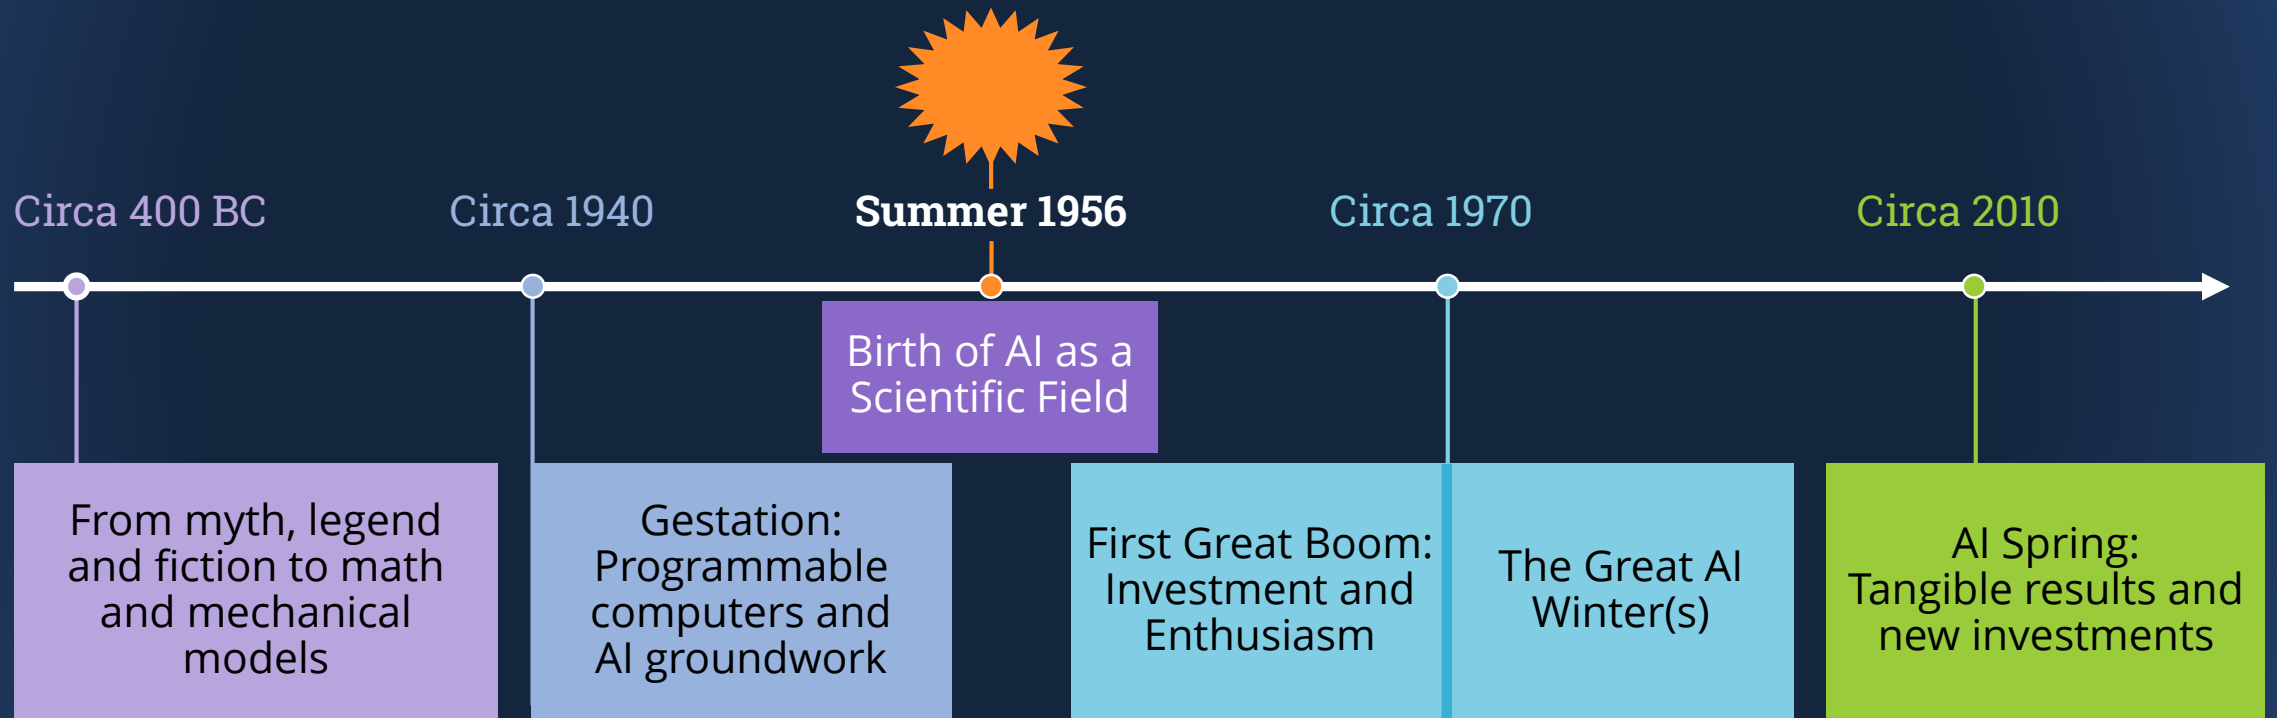 Circa 400 BC
Circa 1940
Summer 1956
Circa 1970
Circa 2010
Birth of AI as a
Scientific Field
From myth, legend
and fiction to math
and mechanical
models
Gestation:
Programmable
computers and
AI groundwork
First Great Boom:
Investment and
Enthusiasm
The Great AI
Winter(s)
AI Spring:
Tangible results and
new investments